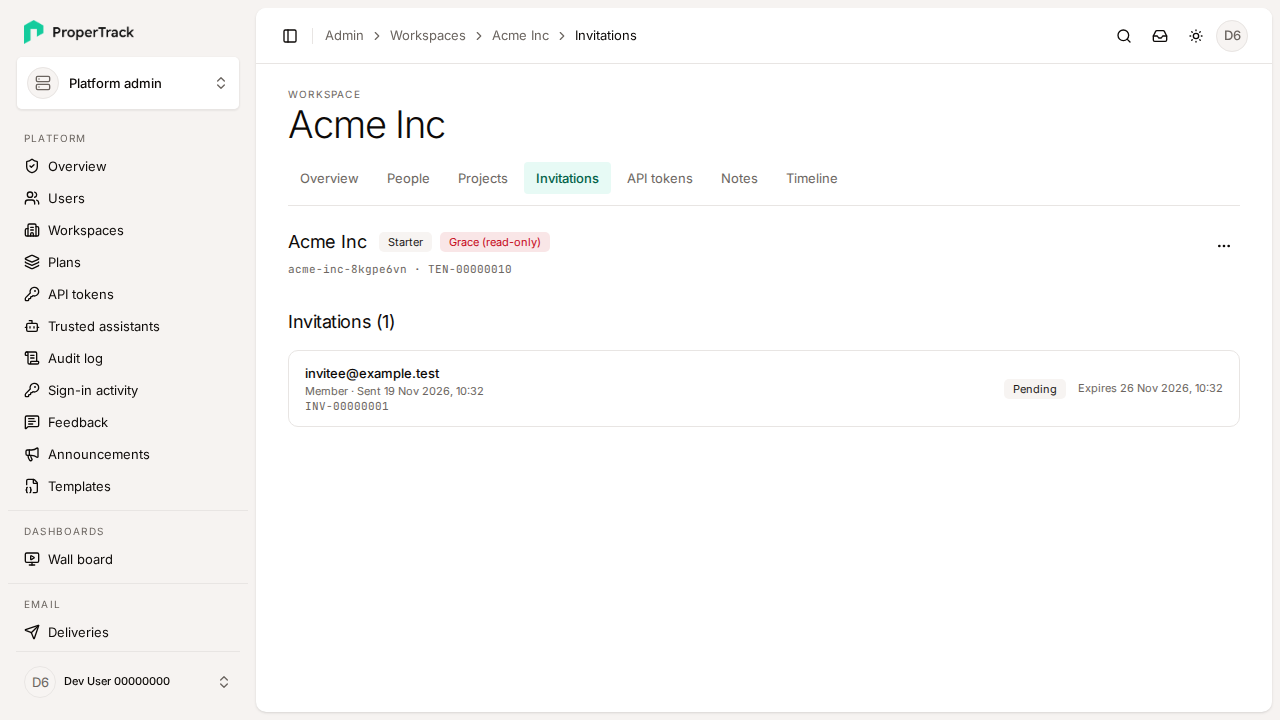 ProperTrack
Platform admin
PLATFORM
Overview
Users
Workspaces
Plans
API tokens
Trusted assistants
Audit log
Sign-in activity
Feedback
Announcements
Templates
DASHBOARDS
Wall board
EMAIL
Deliveries
D6 Dev User 00000000
Admin > Workspaces > Acme Inc > Invitations
D6
WORKSPACE
Acme Inc
Overview People Projects Invitations API tokens Notes Timeline
Acme Inc Starter Grace (read-only)
acme-inc-8kgpe6vn · TEN-00000010
Invitations (1)
invitee@example.test
Member · Sent 19 Nov 2026, 10:32
INV-00000001
Pending Expires 26 Nov 2026, 10:32